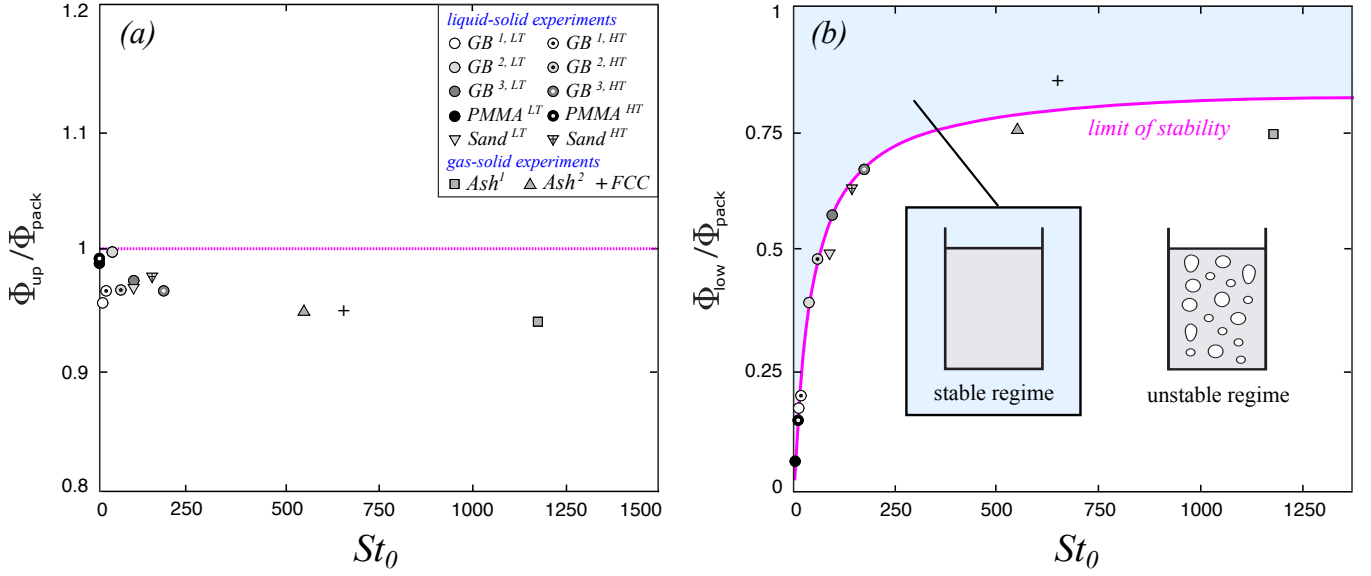 (a)
liquid-solid experiments
GB 1, LT GB 1, HT
GB 2, LT GB 2, HT
GB 3, LT GB 3, HT
PMMA LT PMMA HT
Sand LT Sand HT
gas-solid experiments
Ash1 Ash2 +FCC
1.2
1.1
1
0.9
0.8
Φup /Φpack
0 250 500 750 1000 1500
St0
(b)
limit of stability
stable regime
unstable regime
1
0.75
0.5
0.25
0
Φlow /Φpack
0 250 500 750 1000 1250
St0